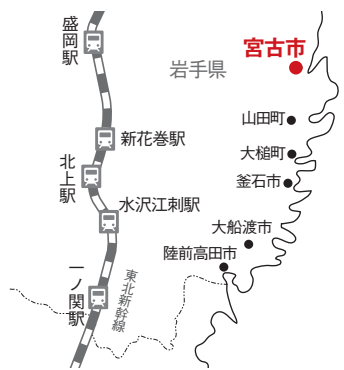 盛岡駅
宮古市
岩手県
山田町
新花巻駅
大槌町
北上駅
釜石市
水沢江刺駅
大船渡市
陸前高田市
一ノ関駅
東北新幹線